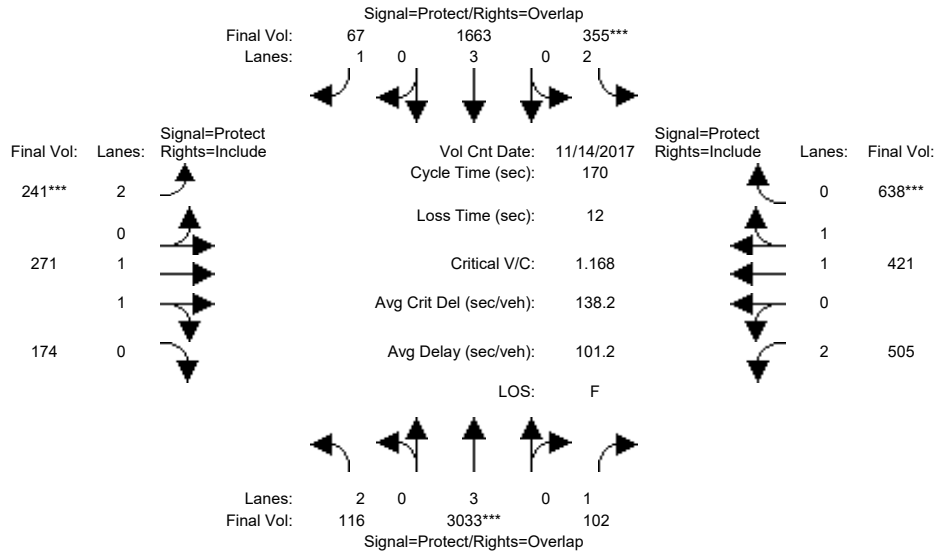 Signal=Protect/Rights=Overlap
Final Vol: 67 1663 355***
Lanes: 1 0 3 0 2
Signal=Protect Signal=Protect
Final Vol: Lanes: Rights=Include Vol Cnt Date: 11/14/2017 Rights=Include Lanes: Final Vol:
Cycle Time (sec): 170
241*** 2 0 638***
Loss Time (sec): 12
0 1
271 1 Critical V/C: 1.168 1 421
1 Avg Crit Del (sec/veh): 138.2 0
174 0 Avg Delay (sec/veh): 101.2 2 505
LOS: F
Lanes: 2 0 3 0 1
Final Vol: 116 3033*** 102
Signal=Protect/Rights=Overlap